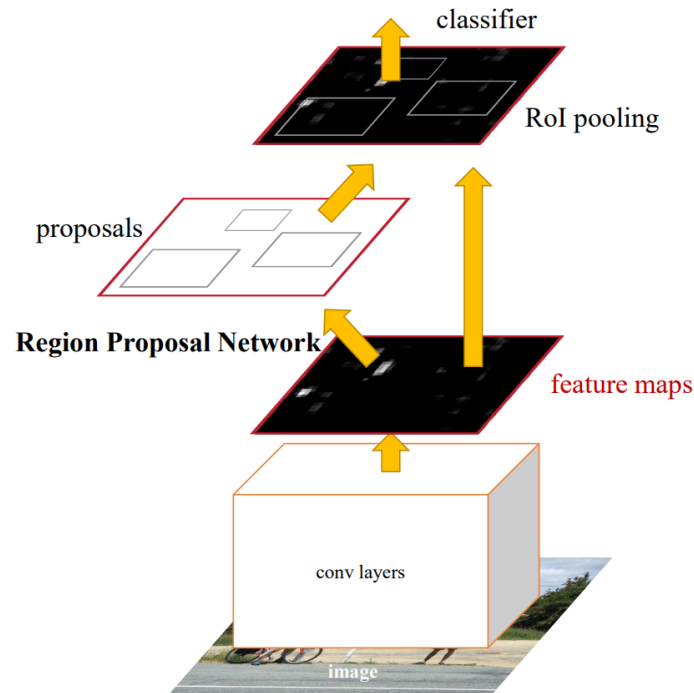 classifier
RoI pooling
proposals
Region Proposal Network
feature maps
conv layers
image